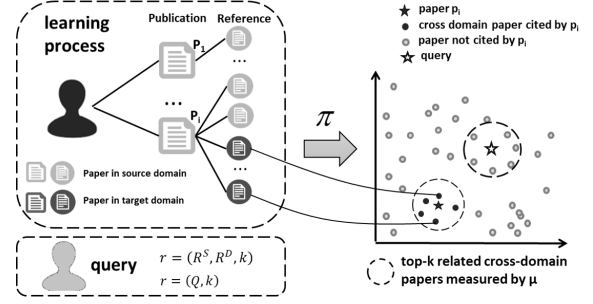 learning
process
Publication
Reference
P1
...
...
Pi
...
Paper in source domain
Paper in target domain
query
r = (R^S, R^D, k)
r = (Q, k)
π
paper pi
cross domain paper cited by pi
paper not cited by pi
query
top-k related cross-domain
papers measured by μ